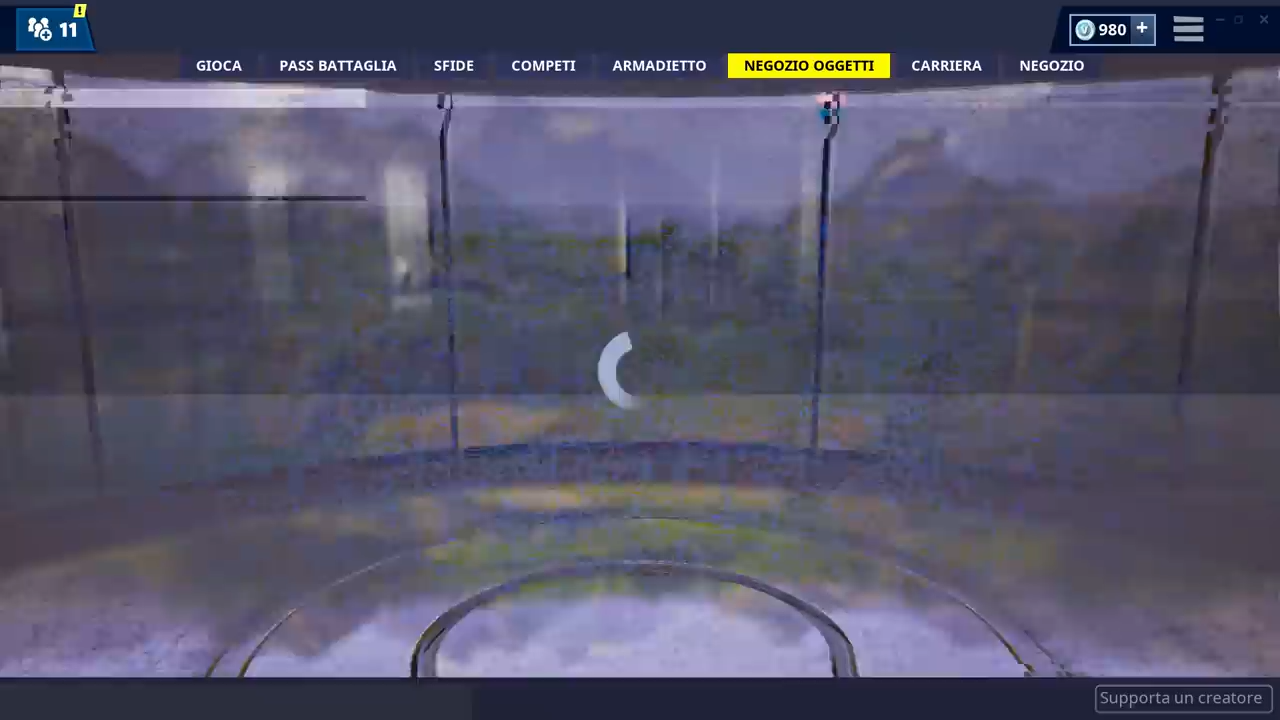 11
!
980 +
GIOCA
PASS BATTAGLIA
SFIDE
COMPETI
ARMADIETTO
NEGOZIO OGGETTI
CARRIERA
NEGOZIO
Supporta un creatore